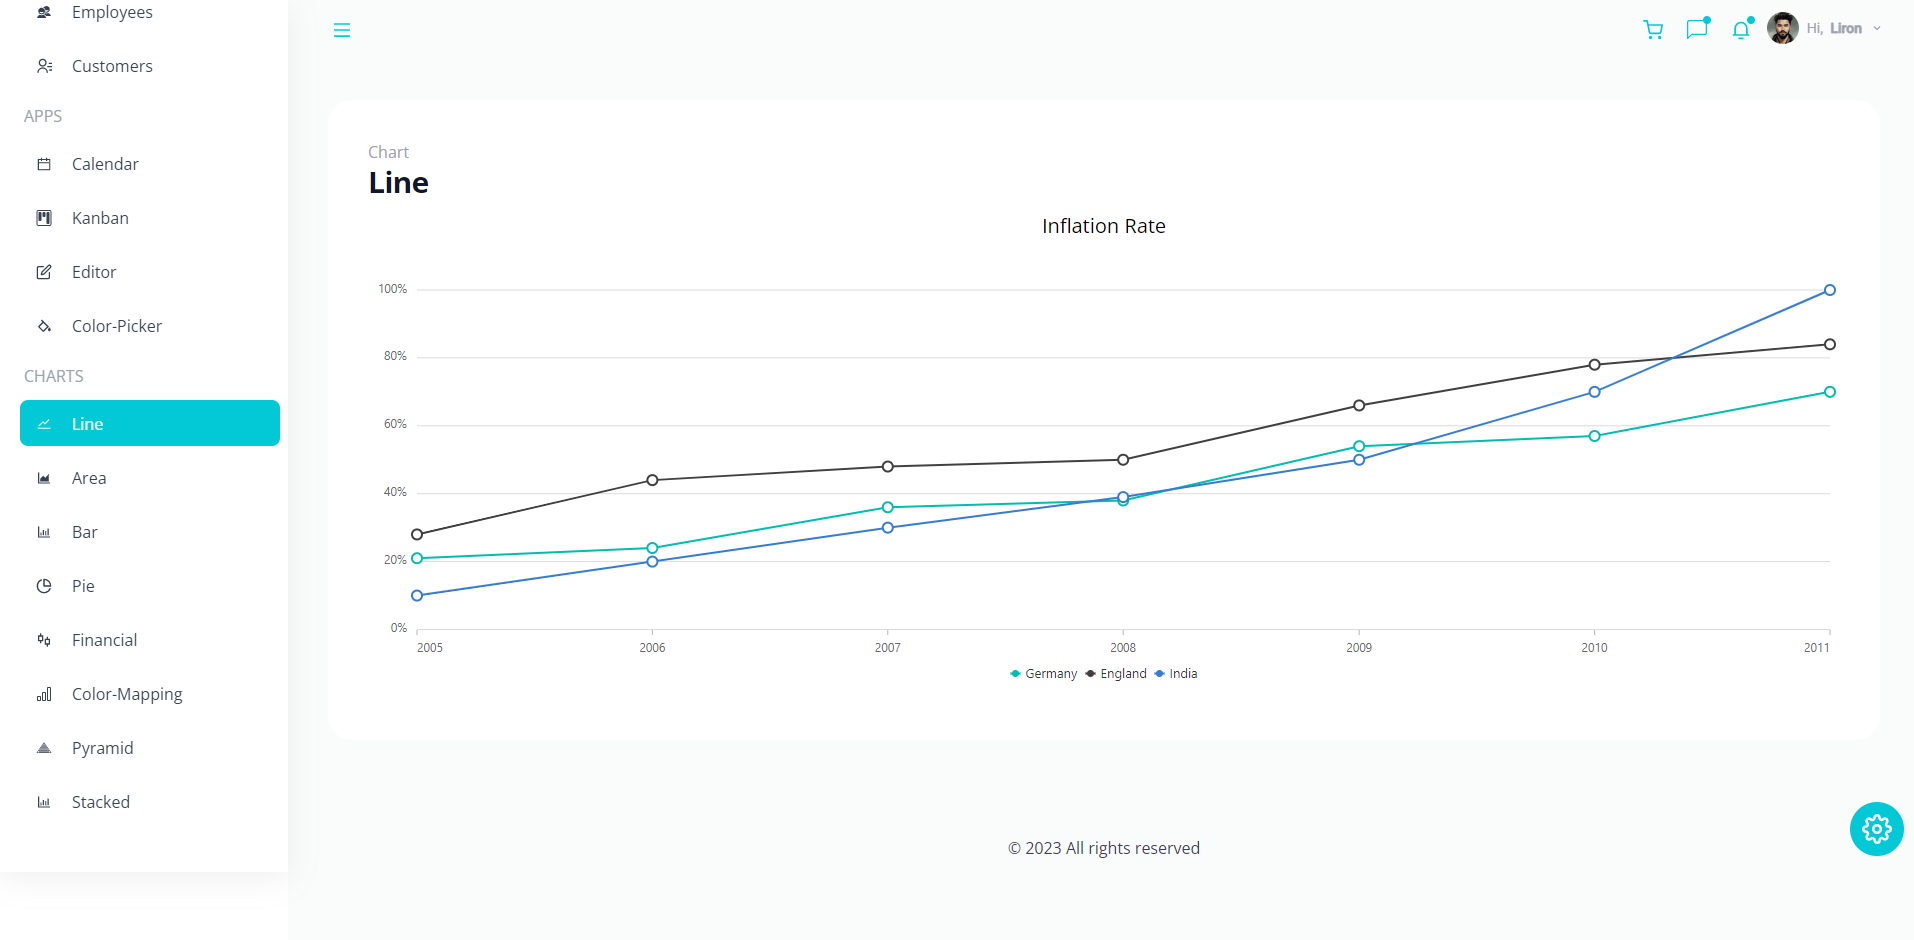 Employees
Customers
APPS
Calendar
Kanban
Editor
Color-Picker
CHARTS
Line
Area
Bar
Pie
Financial
Color-Mapping
Pyramid
Stacked
Hi, Liron
Chart
Line
Inflation Rate
100%
80%
60%
40%
20%
0%
2005 2006 2007 2008 2009 2010 2011
Germany England India
© 2023 All rights reserved